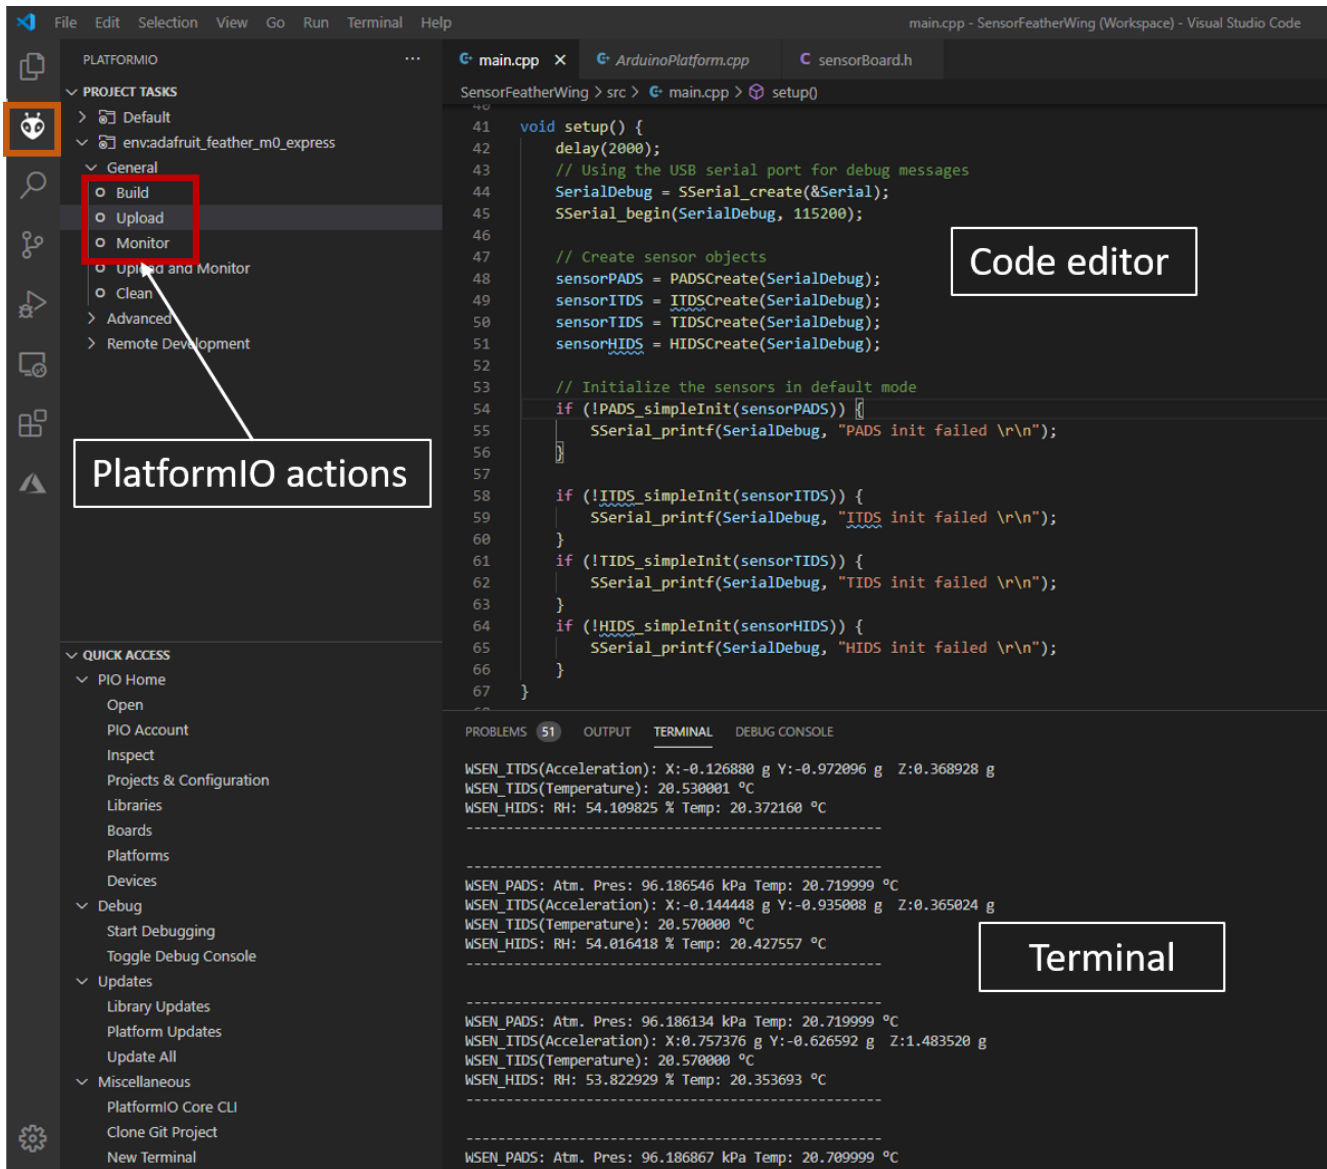 File Edit Selection View Go Run Terminal Help
main.cpp - SensorFeatherWing (Workspace) - Visual Studio Code
PLATFORMIO ···
PROJECT TASKS
Default
env:adafruit_feather_m0_express
General
Build
Upload
Monitor
Upload and Monitor
Clean
Advanced
Remote Development
PlatformIO actions
QUICK ACCESS
PIO Home
Open
PIO Account
Inspect
Projects & Configuration
Libraries
Boards
Platforms
Devices
Debug
Start Debugging
Toggle Debug Console
Updates
Library Updates
Platform Updates
Update All
Miscellaneous
PlatformIO Core CLI
Clone Git Project
New Terminal
main.cpp ArduinoPlatform.cpp sensorBoard.h
SensorFeatherWing > src > main.cpp > setup()
40
41 void setup() {
42 delay(2000);
43 // Using the USB serial port for debug messages
44 SerialDebug = SSerial_create(&Serial);
45 SSerial_begin(SerialDebug, 115200);
46
47 // Create sensor objects
48 sensorPADS = PADSCreate(SerialDebug);
49 sensorITDS = ITDSCreate(SerialDebug);
50 sensorTIDS = TIDSCreate(SerialDebug);
51 sensorHIDS = HIDSCreate(SerialDebug);
52
53 // Initialize the sensors in default mode
54 if (!PADS_simpleInit(sensorPADS)) {
55 SSerial_printf(SerialDebug, "PADS init failed \r\n");
56 }
57
58 if (!ITDS_simpleInit(sensorITDS)) {
59 SSerial_printf(SerialDebug, "ITDS init failed \r\n");
60 }
61 if (!TIDS_simpleInit(sensorTIDS)) {
62 SSerial_printf(SerialDebug, "TIDS init failed \r\n");
63 }
64 if (!HIDS_simpleInit(sensorHIDS)) {
65 SSerial_printf(SerialDebug, "HIDS init failed \r\n");
66 }
67 }
Code editor
PROBLEMS 51 OUTPUT TERMINAL DEBUG CONSOLE
WSEN_ITDS(Acceleration): X:-0.126880 g Y:-0.972096 g Z:0.368928 g
WSEN_TIDS(Temperature): 20.530001 ºC
WSEN_HIDS: RH: 54.109825 % Temp: 20.372160 ºC
---------------------------------------------------
---------------------------------------------------
WSEN_PADS: Atm. Pres: 96.186546 kPa Temp: 20.719999 ºC
WSEN_ITDS(Acceleration): X:-0.144448 g Y:-0.935008 g Z:0.365024 g
WSEN_TIDS(Temperature): 20.570000 ºC
WSEN_HIDS: RH: 54.016418 % Temp: 20.427557 ºC
---------------------------------------------------
---------------------------------------------------
WSEN_PADS: Atm. Pres: 96.186134 kPa Temp: 20.719999 ºC
WSEN_ITDS(Acceleration): X:0.757376 g Y:-0.626592 g Z:1.483520 g
WSEN_TIDS(Temperature): 20.570000 ºC
WSEN_HIDS: RH: 53.822929 % Temp: 20.353693 ºC
---------------------------------------------------
---------------------------------------------------
WSEN_PADS: Atm. Pres: 96.186867 kPa Temp: 20.709999 ºC
Terminal